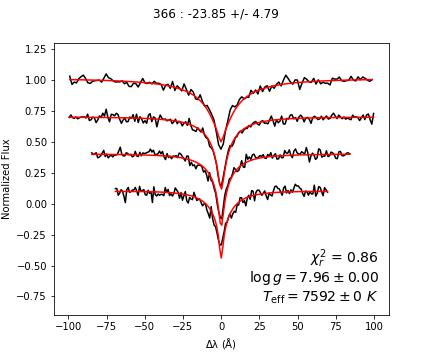 366 : -23.85 +/- 4.79
1.25
1.00
0.75
0.50
0.25
0.00
−0.25
−0.50
−0.75
Normalized Flux
χ²ᵣ = 0.86
log g = 7.96 ± 0.00
T_eff = 7592 ± 0 K
−100 −75 −50 −25 0 25 50 75 100
Δλ (Å)